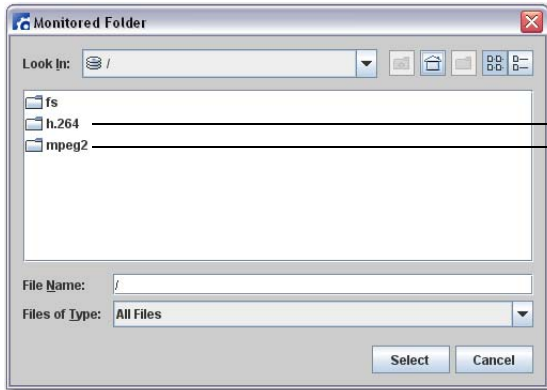 Monitored Folder
Look In: /
fs
h.264
mpeg2
File Name: /
Files of Type: All Files
Select Cancel